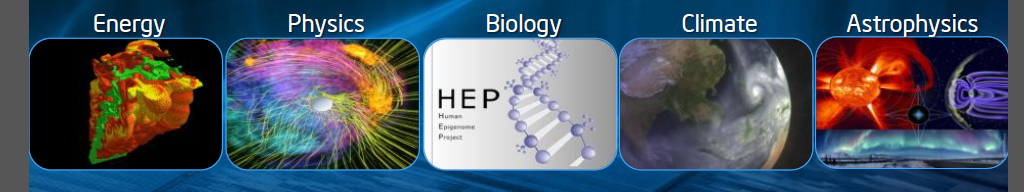 Energy
Physics
Biology
Climate
Astrophysics
HEP
Human
Epigenome
Project